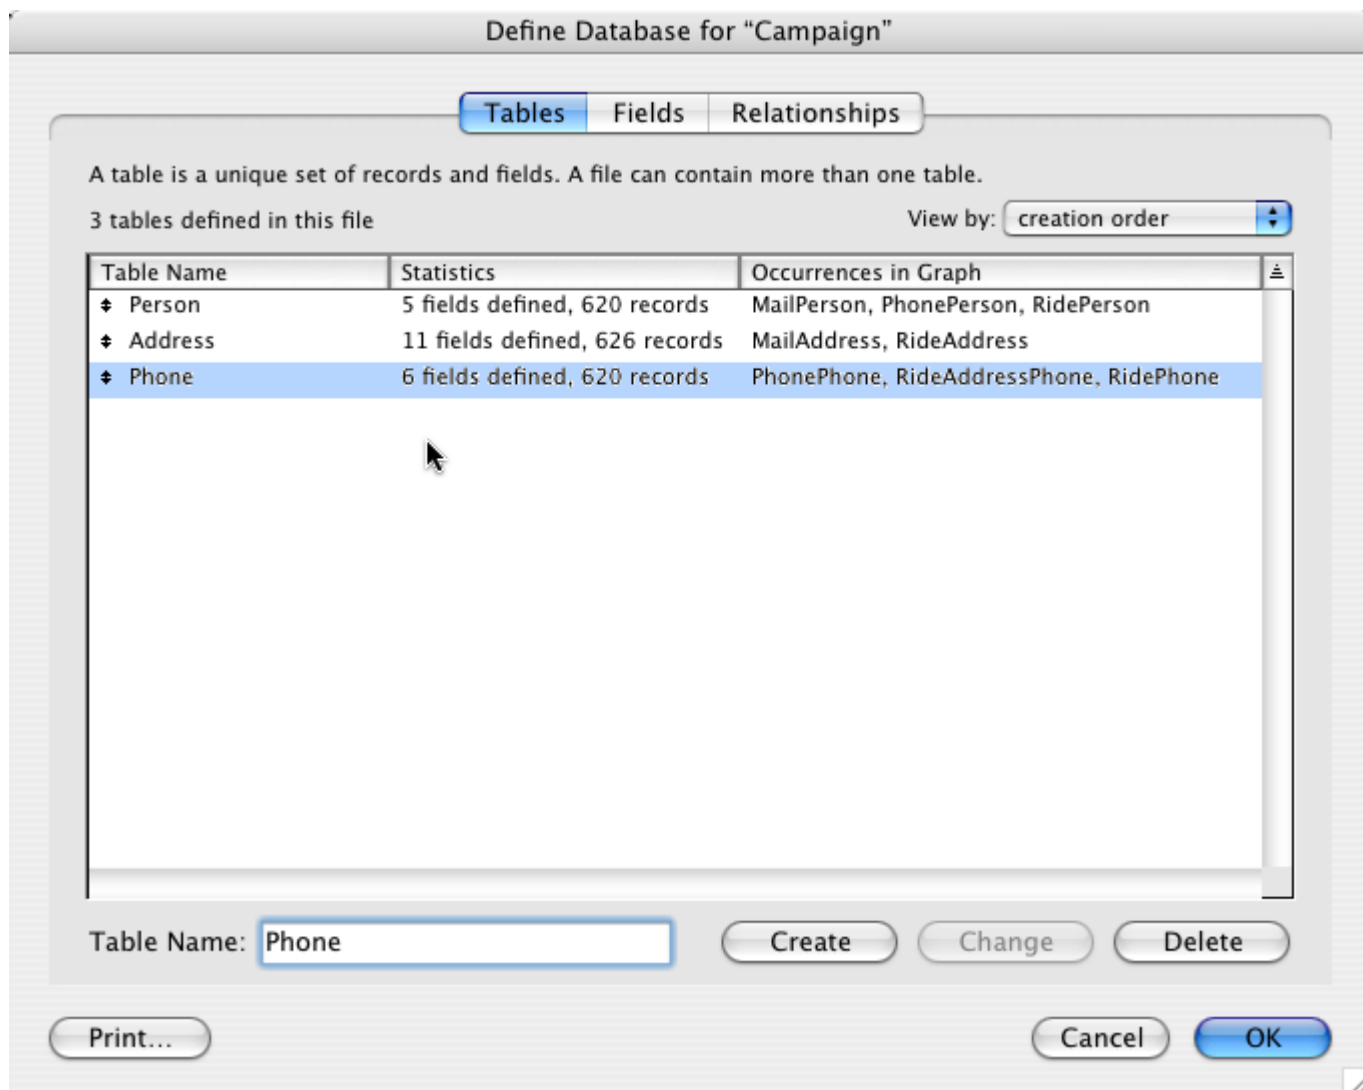 Define Database for “Campaign”
Tables Fields Relationships
A table is a unique set of records and fields. A file can contain more than one table.
3 tables defined in this file View by: creation order
Table Name Statistics Occurrences in Graph
Person 5 fields defined, 620 records MailPerson, PhonePerson, RidePerson
Address 11 fields defined, 626 records MailAddress, RideAddress
Phone 6 fields defined, 620 records PhonePhone, RideAddressPhone, RidePhone
Table Name: Phone Create Change Delete
Print... Cancel OK